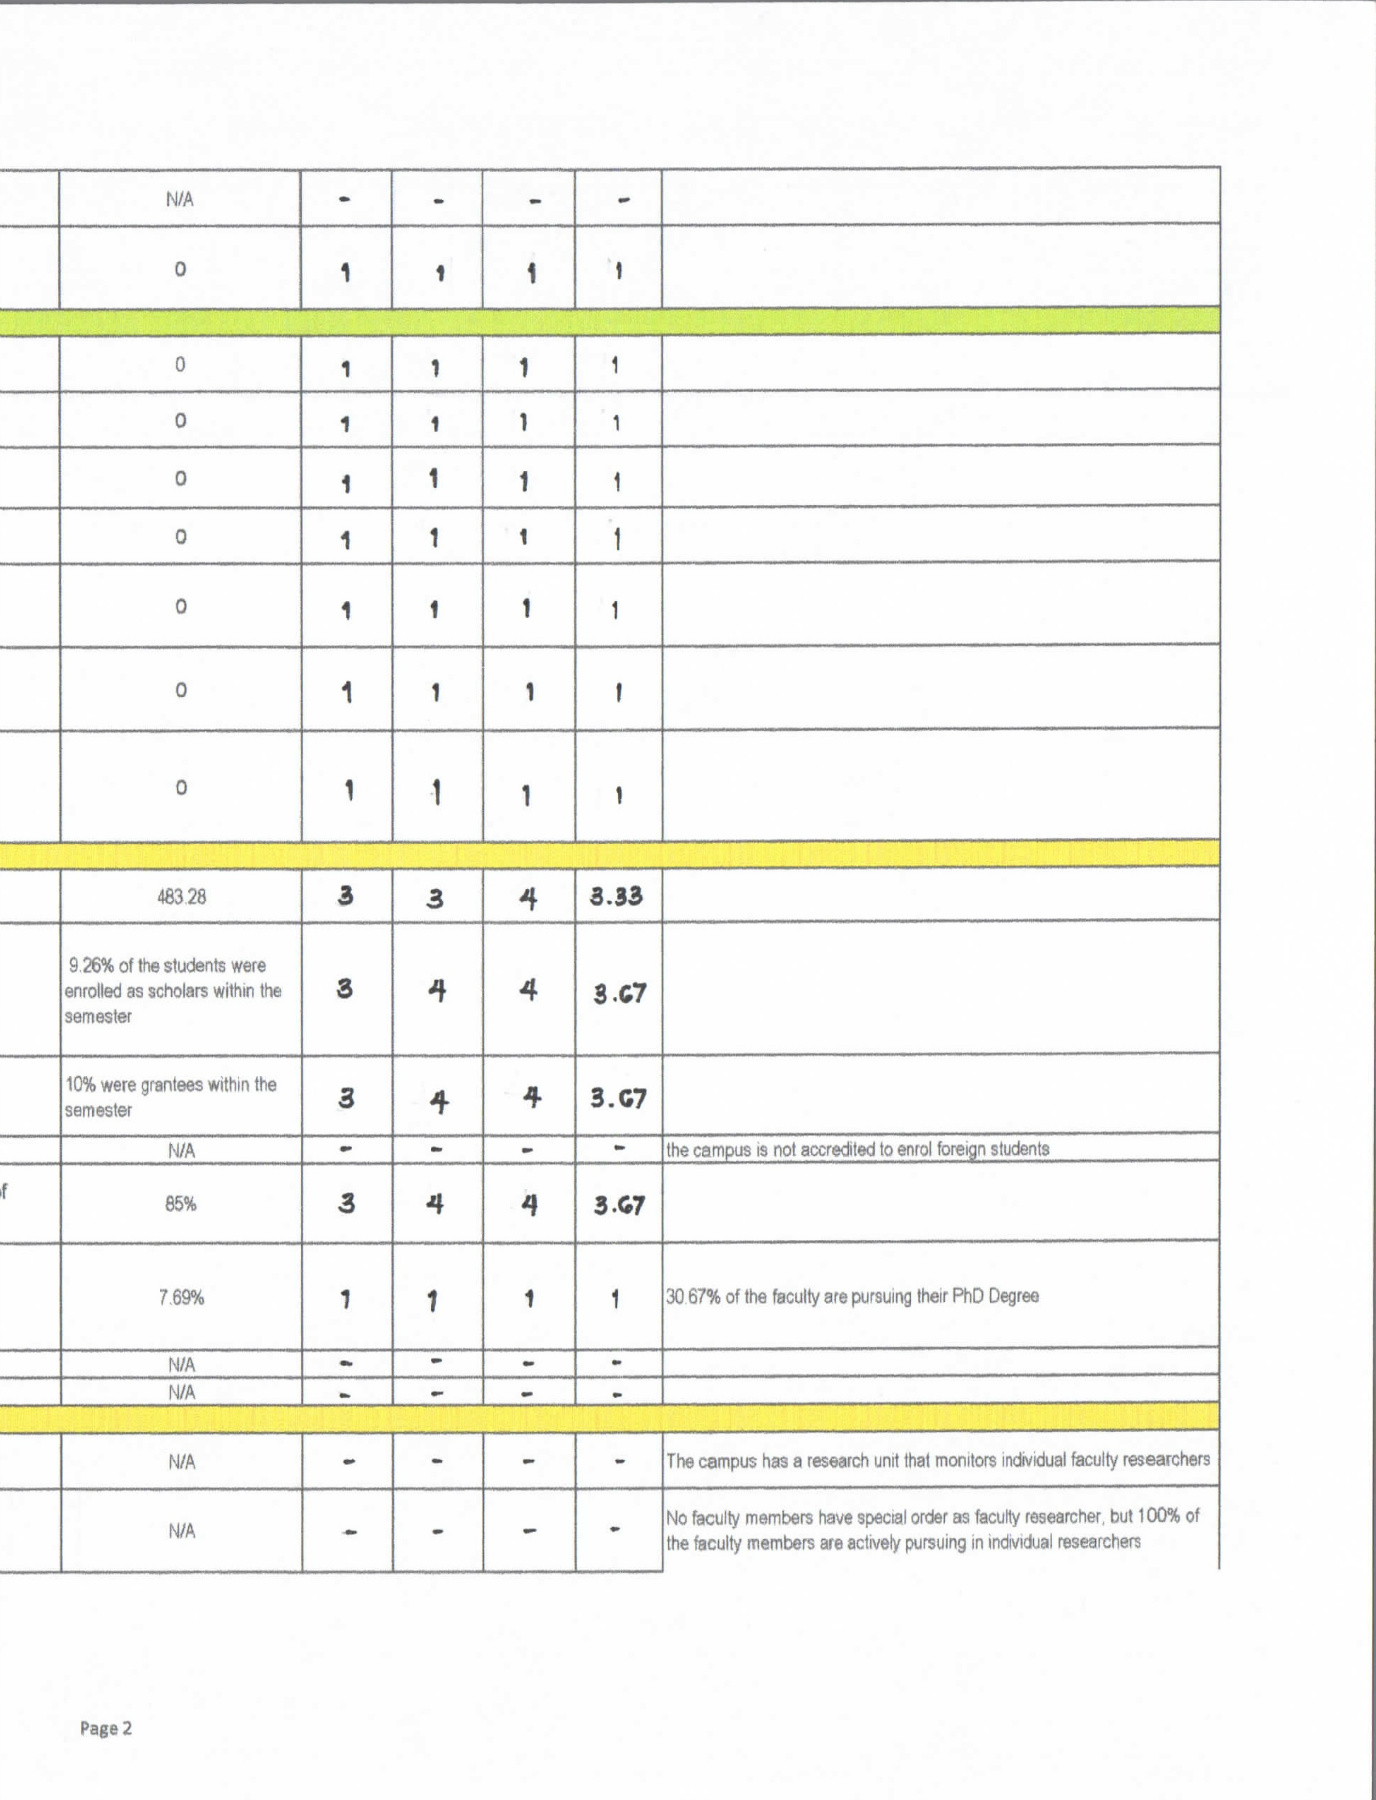 N/A - - - -
0 1 1 1 1
0 1 1 1 1
0 1 1 1 1
0 1 1 1 1
0 1 1 1 1
0 1 1 1 1
0 1 1 1 1
0 1 1 1 1
483.28 3 3 4 3.33
9.26% of the students were
enrolled as scholars within the
semester
3 4 4 3.67
10% were grantees within the
semester
3 4 4 3.67
N/A - - - - the campus is not accredited to enrol foreign students
of
85% 3 4 4 3.67
7.69% 1 1 1 1 30.67% of the faculty are pursuing their PhD Degree
N/A - - - -
N/A - - - -
N/A - - - - The campus has a research unit that monitors individual faculty researchers
N/A - - - -
No faculty members have special order as faculty researcher, but 100% of
the faculty members are actively pursuing in individual researchers
Page 2